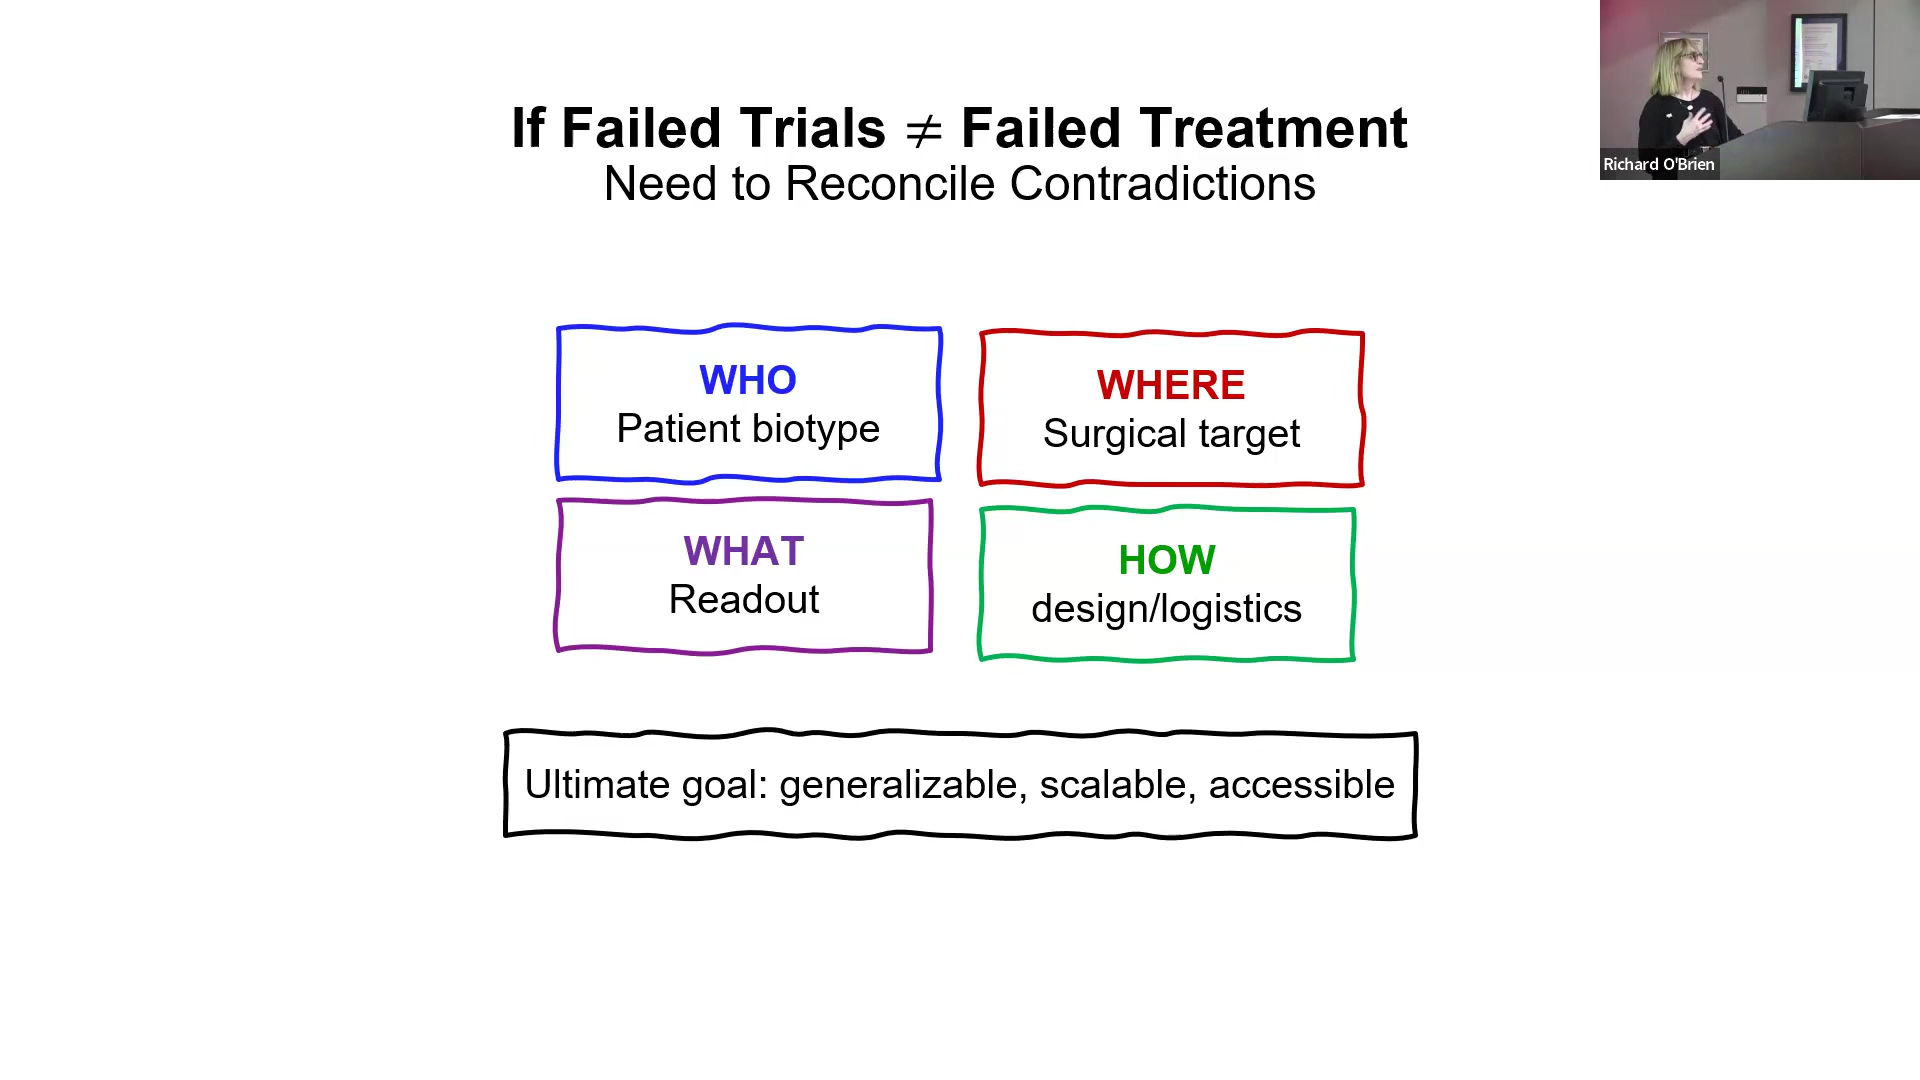 If Failed Trials ≠ Failed Treatment
Need to Reconcile Contradictions
WHO
Patient biotype
WHERE
Surgical target
WHAT
Readout
HOW
design/logistics
Ultimate goal: generalizable, scalable, accessible
Richard O'Brien